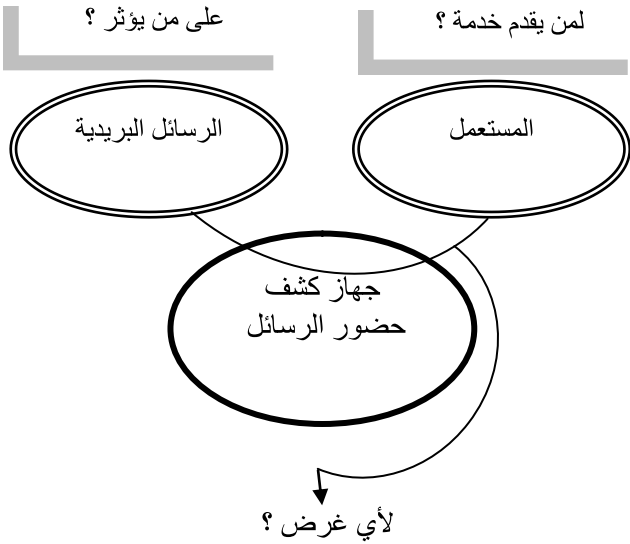 لمن يقدم خدمة ؟
على من يؤثر ؟
المستعمل
الرسائل البريدية
جهاز كشف
حضور الرسائل
لأي غرض ؟